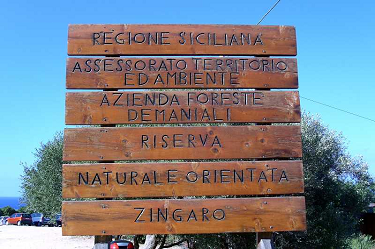 REGIONE SICILIANA
ASSESSORATO TERRITORIO
ED AMBIENTE
AZIENDA FORESTE
DEMANIALI
RISERVA
NATURALE ORIENTATA
ZINGARO